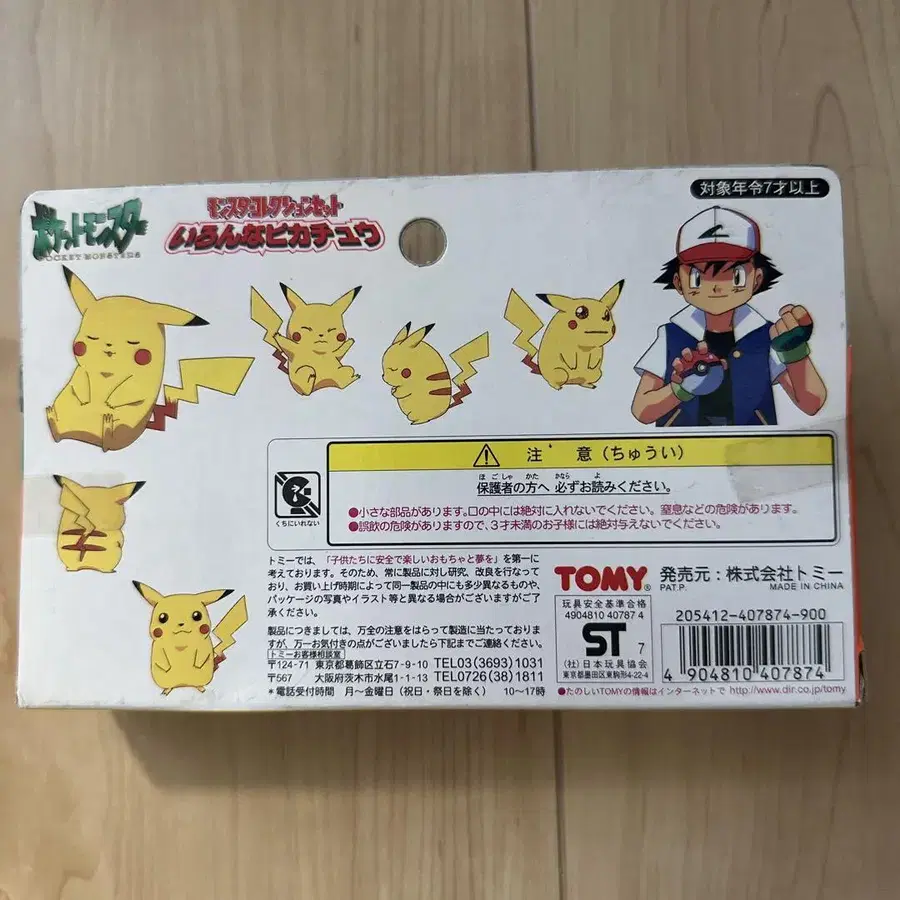 対象年令7才以上
ポケットモンスター
POCKET MONSTERS
モンスターコレクションセット
いろんなピカチュウ
注 意(ちゅうい)
ほごしゃ かた かなら よ
保護者の方へ 必ずお読みください。
●小さな部品があります。口の中には絶対に入れないでください。窒息などの危険があります。
●誤飲の危険がありますので、3才未満のお子様には絶対与えないでください。
くちにいれない
トミーでは、「子供たちに安全で楽しいおもちゃと夢を」を第一に
考えております。そのため、常に製品に対し研究、改良を行なって
おり、お買い上げ時期によって同一製品の中にも多少異なるものや、
パッケージの写真やイラスト等と異なる場合がございますがご了
承ください。
製品につきましては、万全の注意をはらって製造に当たっております
が、万一お気付きの点がございましたら下記までご連絡ください。
トミーお客様相談室
〒124-71 東京都葛飾区立石7-9-10 TEL03(3693)1031
〒567 大阪府茨木市水尾1-1-13 TEL0726(38)1811
*電話受付時間 月~金曜日(祝日・祭日を除く) 10~17時
TOMY®
発売元:株式会社トミー
PAT.P. MADE IN CHINA
玩具安全基準合格
4904810 40787 4
ST 7
(社)日本玩具協会
東京都墨田区東駒形4-22-4
205412-407874-900
4 904810 407874
●たのしいTOMYの情報はインターネットで http://www.dir.co.jp/tomy